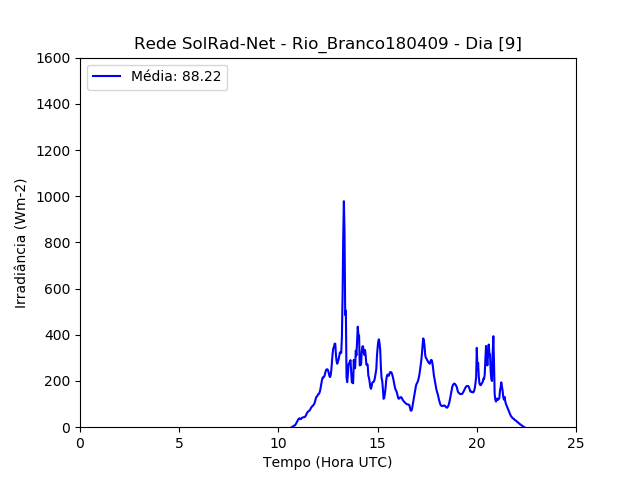 Rede SolRad-Net - Rio_Branco180409 - Dia [9]
Média: 88.22
Irradiância (Wm-2)
1600
1400
1200
1000
800
600
400
200
0
0 5 10 15 20 25
Tempo (Hora UTC)